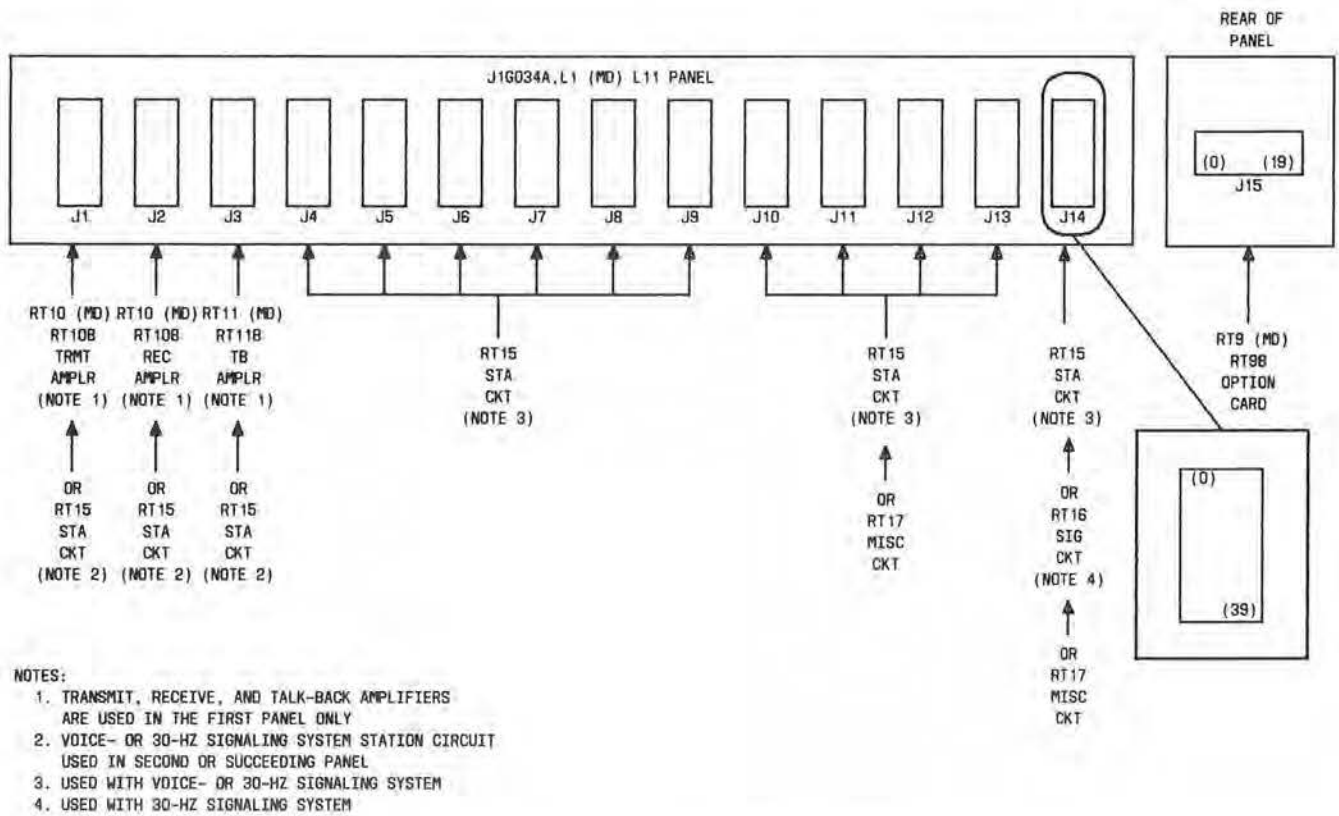 REAR OF
PANEL
J1G034A,L1 (MD) L11 PANEL
(0) (19)
J15
J1 J2 J3 J4 J5 J6 J7 J8 J9 J10 J11 J12 J13 J14
RT10 (MD)
RT10B
TRMT
AMPLR
(NOTE 1)
OR
RT15
STA
CKT
(NOTE 2)
RT10 (MD)
RT10B
REC
AMPLR
(NOTE 1)
OR
RT15
STA
CKT
(NOTE 2)
RT11 (MD)
RT11B
TB
AMPLR
(NOTE 1)
OR
RT15
STA
CKT
(NOTE 2)
RT15
STA
CKT
(NOTE 3)
RT15
STA
CKT
(NOTE 3)
OR
RT17
MISC
CKT
RT15
STA
CKT
(NOTE 3)
OR
RT16
SIG
CKT
(NOTE 4)
OR
RT17
MISC
CKT
RT9 (MD)
RT9B
OPTION
CARD
(0)
(39)
NOTES:
1. TRANSMIT, RECEIVE, AND TALK-BACK AMPLIFIERS
ARE USED IN THE FIRST PANEL ONLY
2. VOICE- OR 30-HZ SIGNALING SYSTEM STATION CIRCUIT
USED IN SECOND OR SUCCEEDING PANEL
3. USED WITH VOICE- OR 30-HZ SIGNALING SYSTEM
4. USED WITH 30-HZ SIGNALING SYSTEM